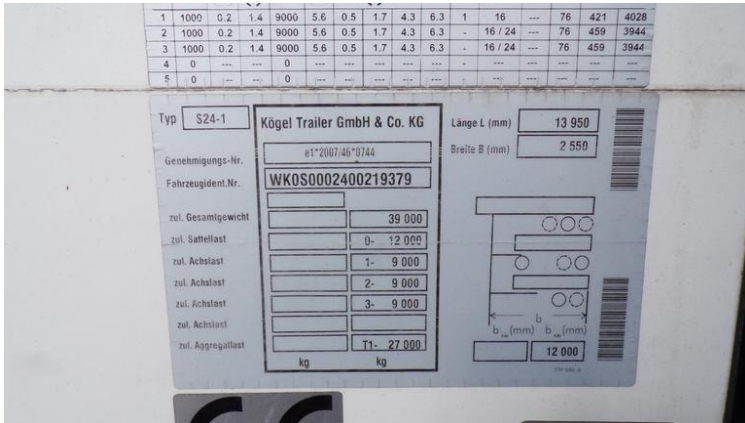 1 1000 0.2 1.4 9000 5.6 0.5 1.7 4.3 6.3 1 16 --- 76 421 4028
2 1000 0.2 1.4 9000 5.6 0.5 1.7 4.3 6.3 - 16 / 24 --- 76 459 3944
3 1000 0.2 1.4 9000 5.6 0.5 1.7 4.3 6.3 - 16 / 24 --- 76 459 3944
4 0 --- --- 0 --- --- --- --- --- - --- --- --- --- ---
5 0 --- --- 0 --- --- --- --- --- - --- --- --- --- ---
Typ S24-1
Kögel Trailer GmbH & Co. KG
Länge L (mm) 13 950
Breite B (mm) 2 550
Genehmigungs-Nr. e1*2007/46*0744
Fahrzeugident.Nr. WK0S0002400219379
zul. Gesamtgewicht 39 000
zul. Sattellast 0- 12 000
zul. Achslast 1- 9 000
zul. Achslast 2- 9 000
zul. Achslast 3- 9 000
zul. Achslast
zul. Aggregallast T1- 27 000
kg kg
b
b (mm) b (mm)
12 000
CE